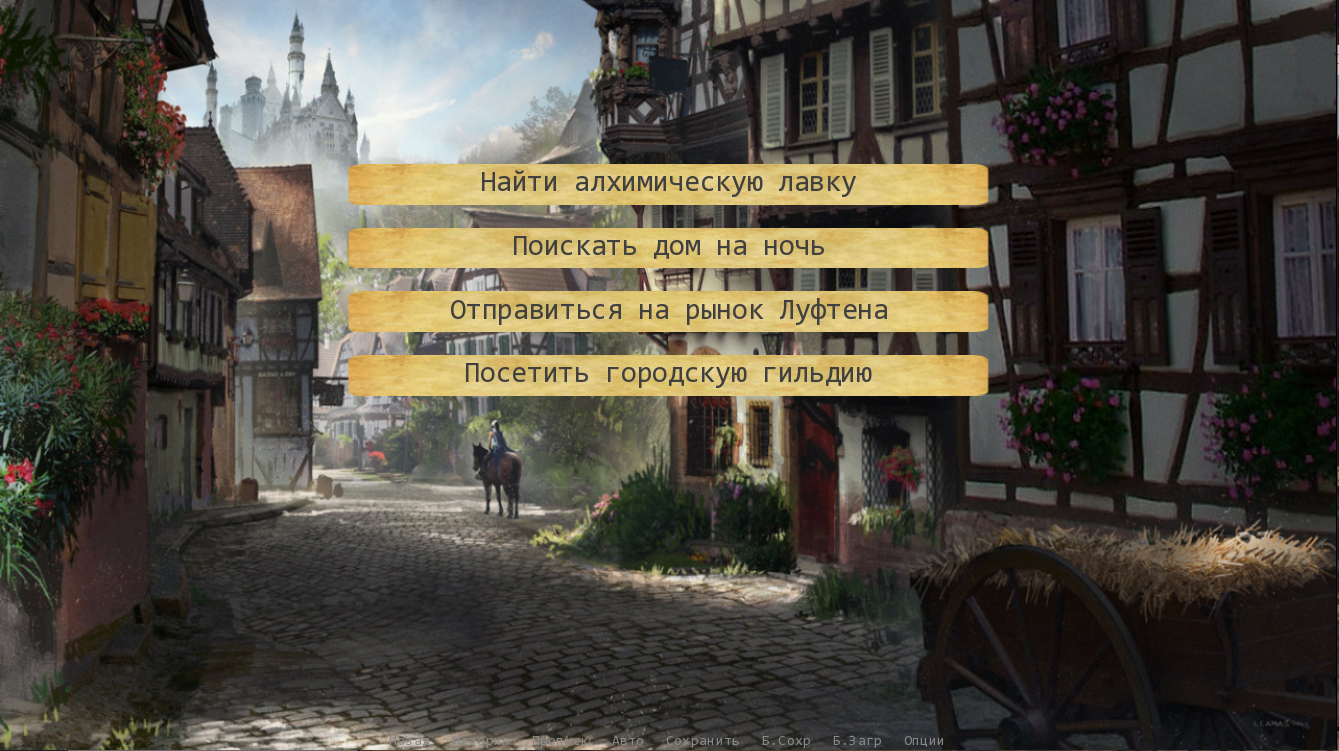 Найти алхимическую лавку
Поискать дом на ночь
Отправиться на рынок Луфтена
Посетить городскую гильдию
Авто Сохранить Б.Сохр Б.Загр Опции
LLAMAS